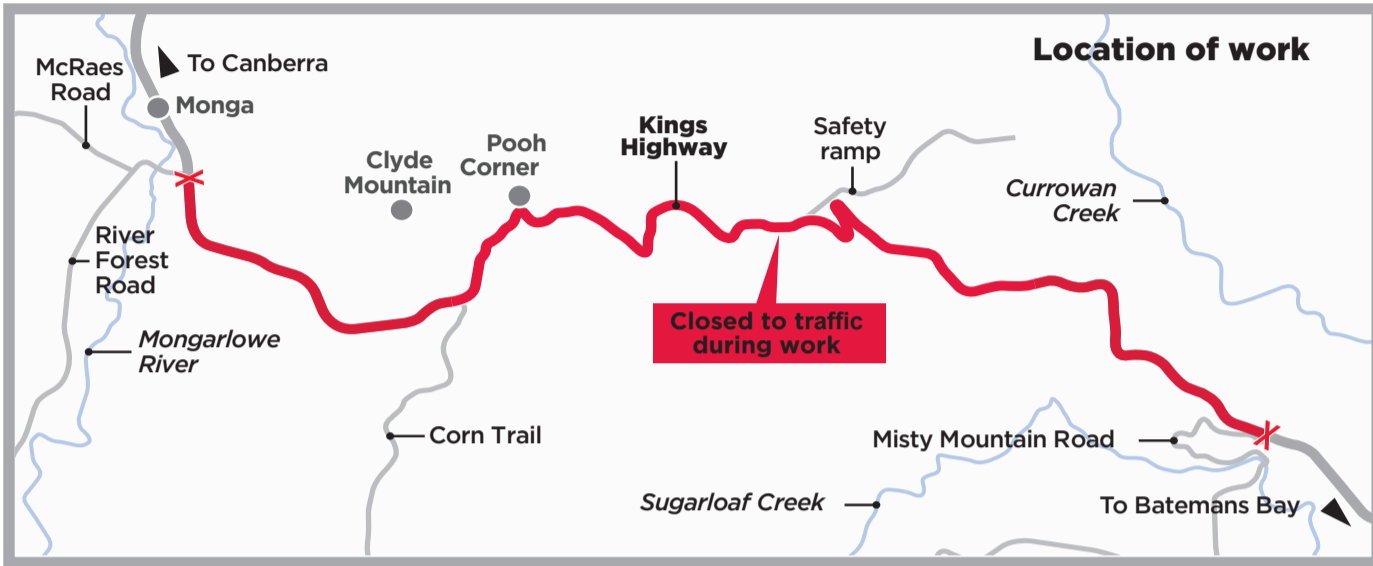 Location of work
To Canberra
McRaes
Road
Monga
Clyde
Mountain
Pooh
Corner
Kings
Highway
Safety
ramp
Currowan
Creek
River
Forest
Road
Mongarlowe
River
Closed to traffic
during work
Corn Trail
Misty Mountain Road
Sugarloaf Creek
To Batemans Bay